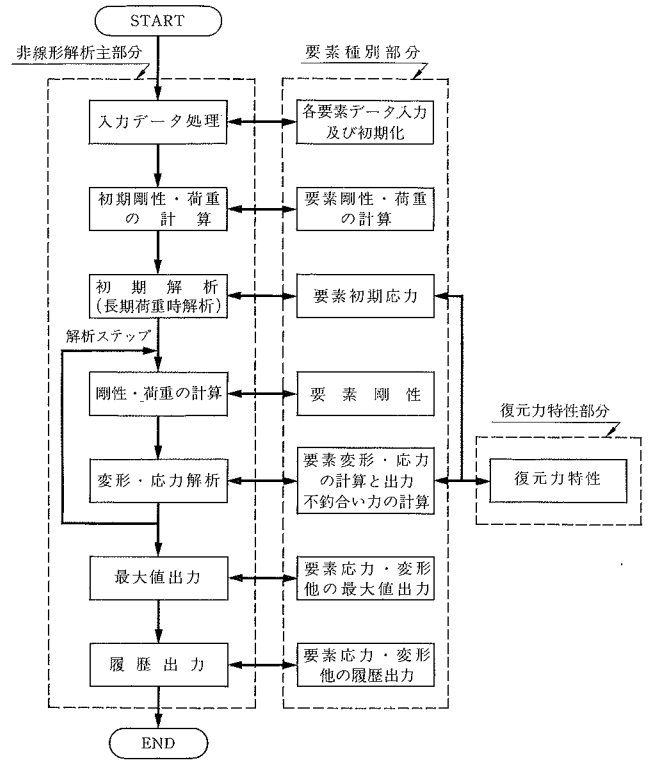 START
非線形解析主部分
要素種別部分
入力データ処理
各要素データ入力
及び初期化
初期剛性・荷重
の計算
要素剛性・荷重
の計算
初期解析
(長期荷重時解析)
要素初期応力
解析ステップ
剛性・荷重の計算
要素剛性
復元力特性部分
変形・応力解析
要素変形・応力
の計算と出力
不釣合い力の計算
復元力特性
最大値出力
要素応力・変形
他の最大値出力
履歴出力
要素応力・変形
他の履歴出力
END